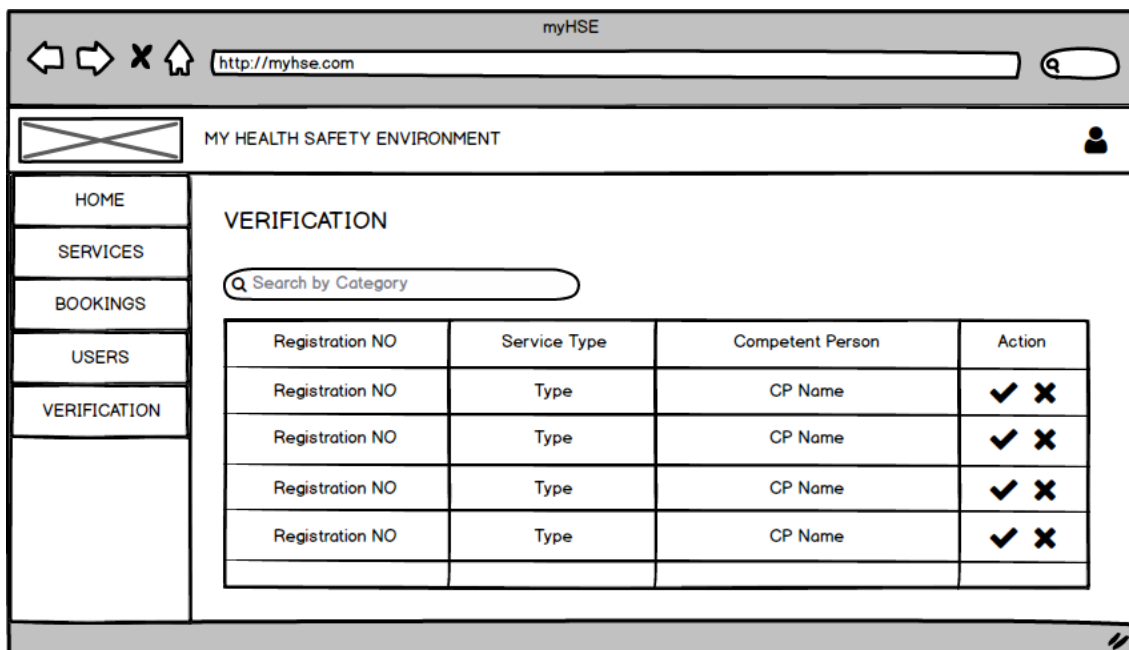 myHSE
http://myhse.com
MY HEALTH SAFETY ENVIRONMENT
HOME
SERVICES
BOOKINGS
USERS
VERIFICATION
VERIFICATION
Search by Category
Registration NO Service Type Competent Person Action
Registration NO Type CP Name
Registration NO Type CP Name
Registration NO Type CP Name
Registration NO Type CP Name